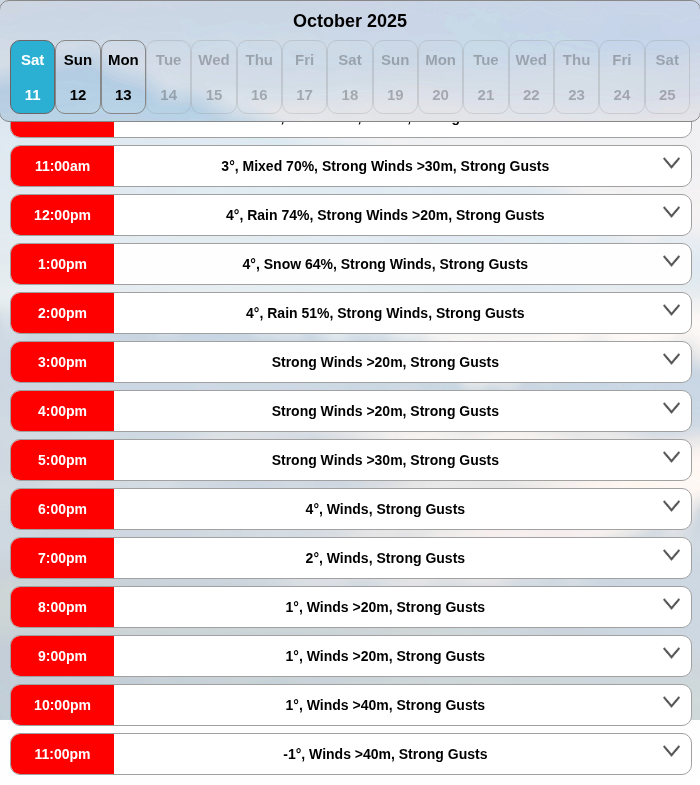 October 2025
Sat Sun Mon Tue Wed Thu Fri Sat Sun Mon Tue Wed Thu Fri Sat
11 12 13 14 15 16 17 18 19 20 21 22 23 24 25
11:00am 3°, Mixed 70%, Strong Winds >30m, Strong Gusts
12:00pm 4°, Rain 74%, Strong Winds >20m, Strong Gusts
1:00pm 4°, Snow 64%, Strong Winds, Strong Gusts
2:00pm 4°, Rain 51%, Strong Winds, Strong Gusts
3:00pm Strong Winds >20m, Strong Gusts
4:00pm Strong Winds >20m, Strong Gusts
5:00pm Strong Winds >30m, Strong Gusts
6:00pm 4°, Winds, Strong Gusts
7:00pm 2°, Winds, Strong Gusts
8:00pm 1°, Winds >20m, Strong Gusts
9:00pm 1°, Winds >20m, Strong Gusts
10:00pm 1°, Winds >40m, Strong Gusts
11:00pm -1°, Winds >40m, Strong Gusts